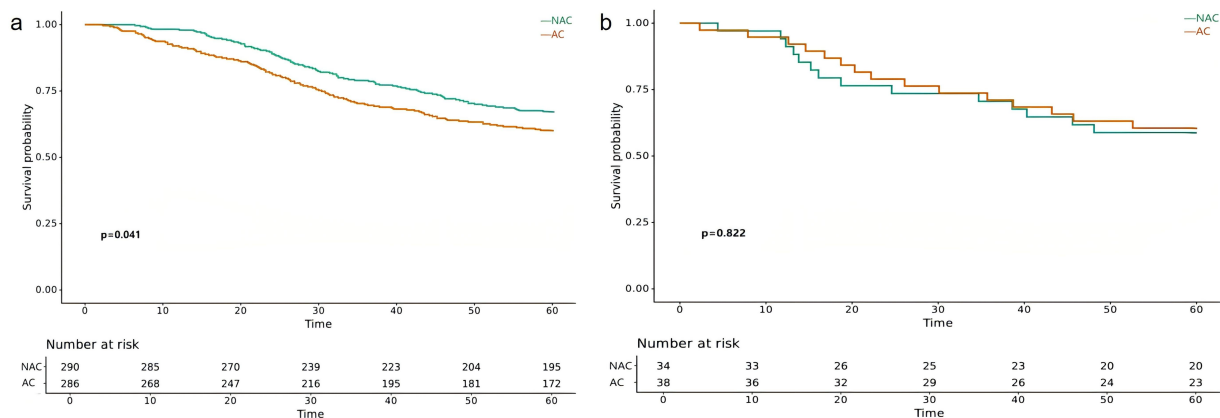 a
NAC
AC
1.00
0.75
0.50
0.25
0.00
Survival probability
p=0.041
0 10 20 30 40 50 60
Time
Number at risk
NAC 290 285 270 239 223 204 195
AC 286 268 247 216 195 181 172
0 10 20 30 40 50 60
Time
b
NAC
AC
1.00
0.75
0.50
0.25
0.00
Survival probability
p=0.822
0 10 20 30 40 50 60
Time
Number at risk
NAC 34 33 26 25 23 20 20
AC 38 36 32 29 26 24 23
0 10 20 30 40 50 60
Time